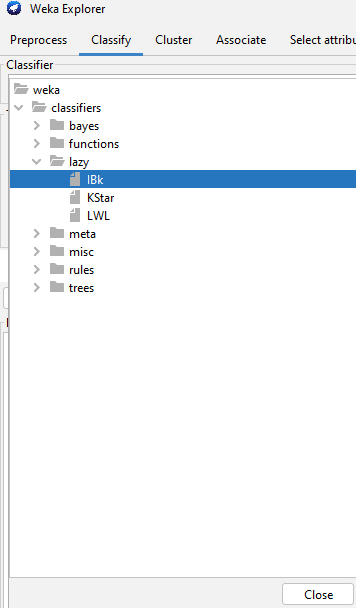 Weka Explorer
Preprocess Classify Cluster Associate Select attribu
Classifier
weka
classifiers
bayes
functions
lazy
IBk
KStar
LWL
meta
misc
rules
trees
Close